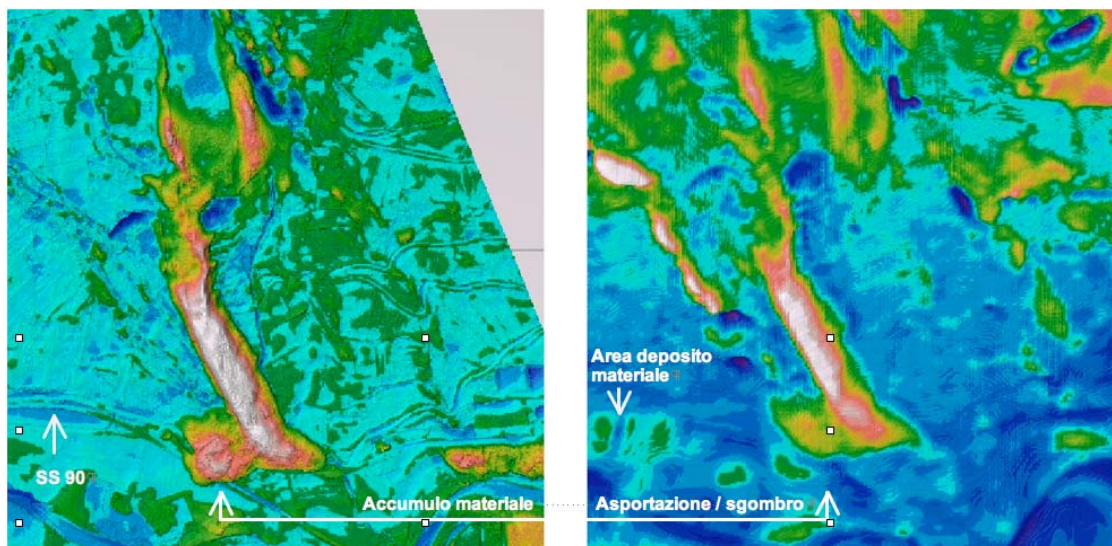 Area deposito
materiale
SS 90
Accumulo materiale
Asportazione / sgombro